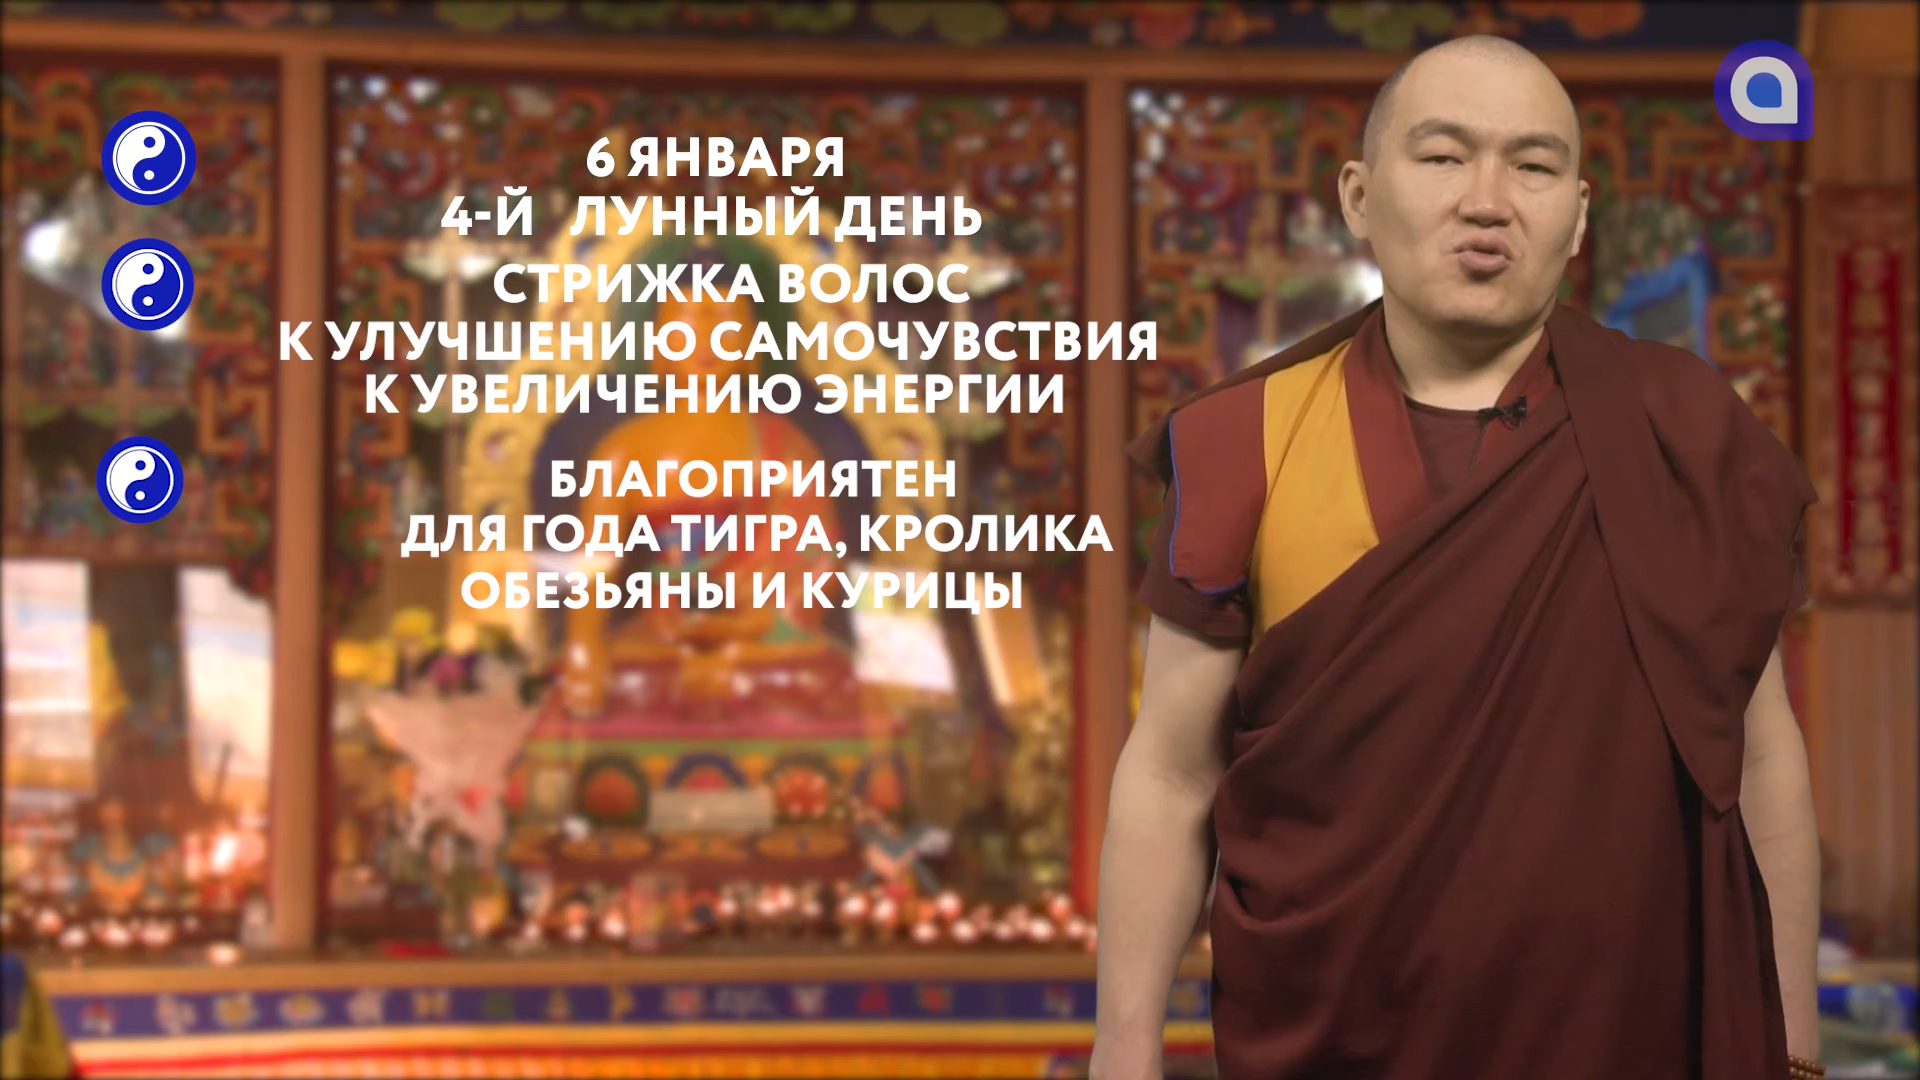 6 ЯНВАРЯ
4-Й ЛУННЫЙ ДЕНЬ
СТРИЖКА ВОЛОС
К УЛУЧШЕНИЮ САМОЧУВСТВИЯ
К УВЕЛИЧЕНИЮ ЭНЕРГИИ
БЛАГОПРИЯТЕН
ДЛЯ ГОДА ТИГРА, КРОЛИКА
ОБЕЗЬЯНЫ И КУРИЦЫ